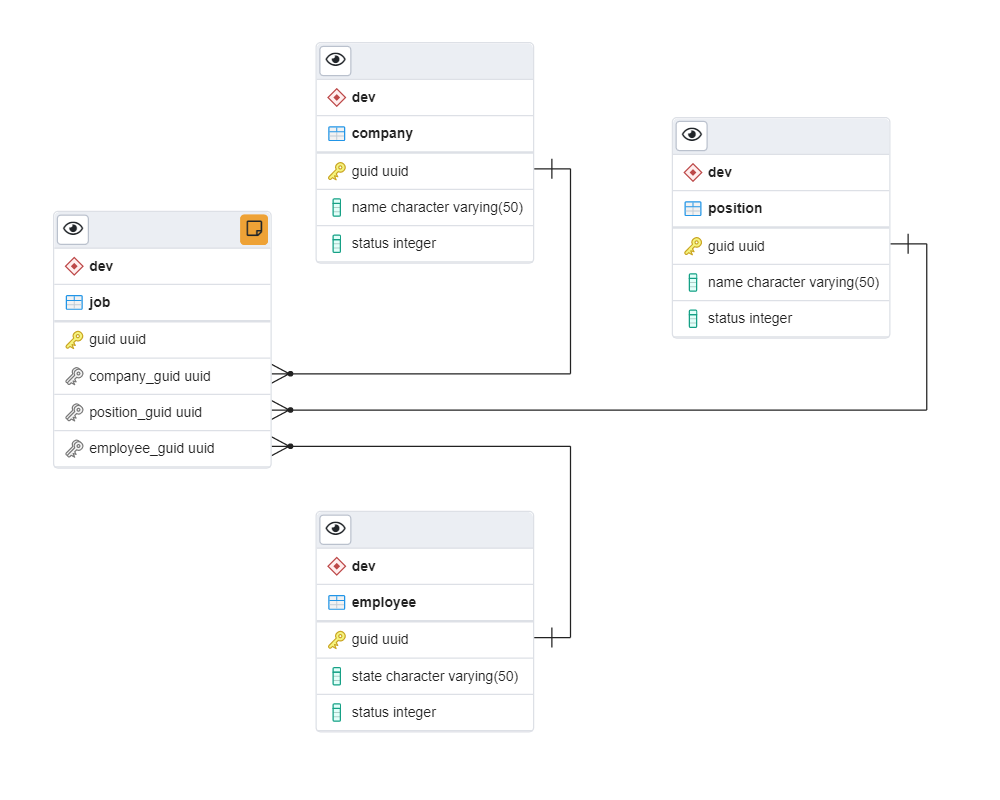 dev
company
guid uuid
name character varying(50)
status integer
dev
position
guid uuid
name character varying(50)
status integer
dev
job
guid uuid
company_guid uuid
position_guid uuid
employee_guid uuid
dev
employee
guid uuid
state character varying(50)
status integer